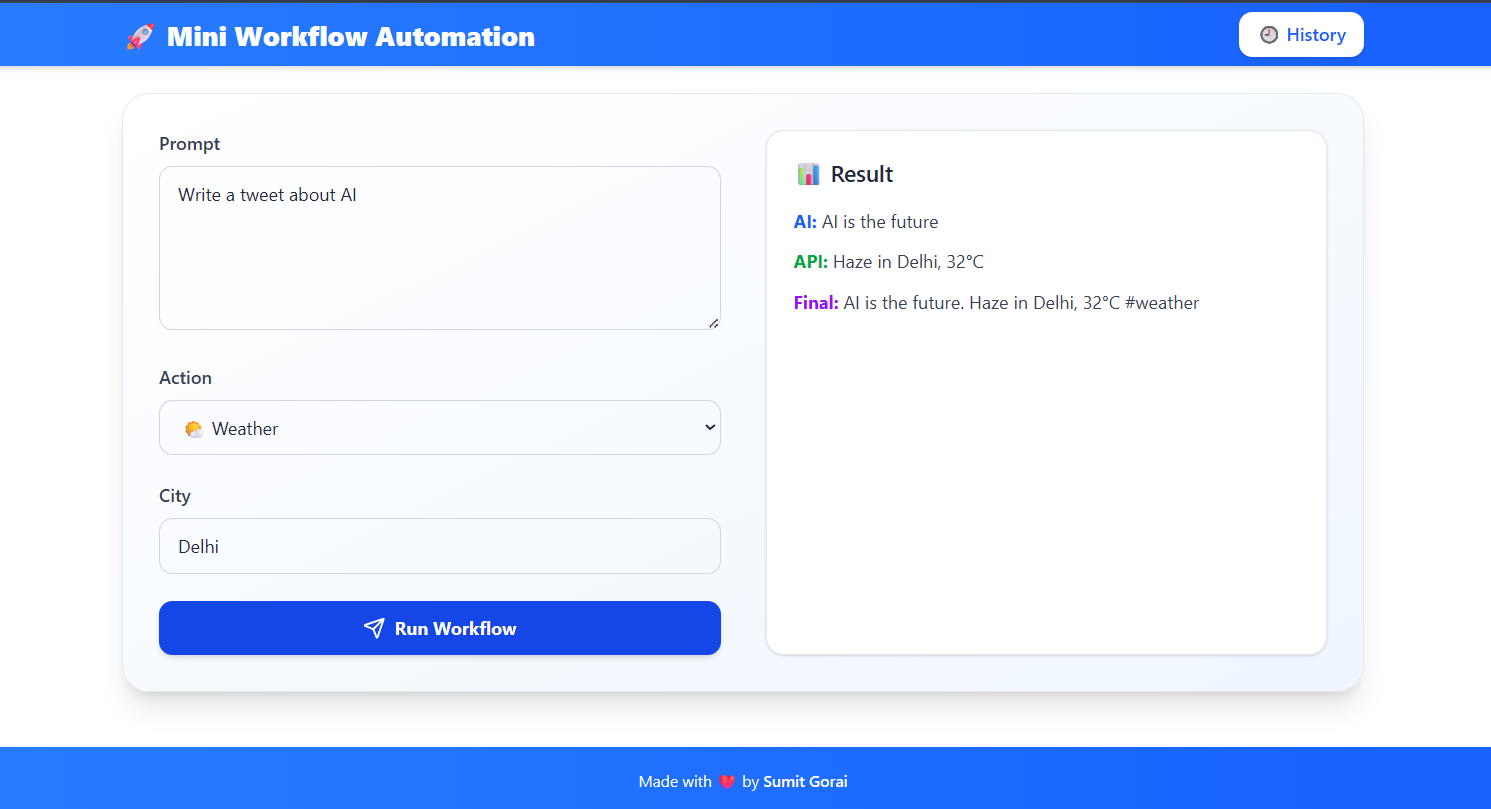 🚀 Mini Workflow Automation
🕘 History
Prompt
Write a tweet about AI
Action
🌤️ Weather
City
Delhi
Run Workflow
📊 Result
AI: AI is the future
API: Haze in Delhi, 32°C
Final: AI is the future. Haze in Delhi, 32°C #weather
Made with ❤️ by Sumit Gorai